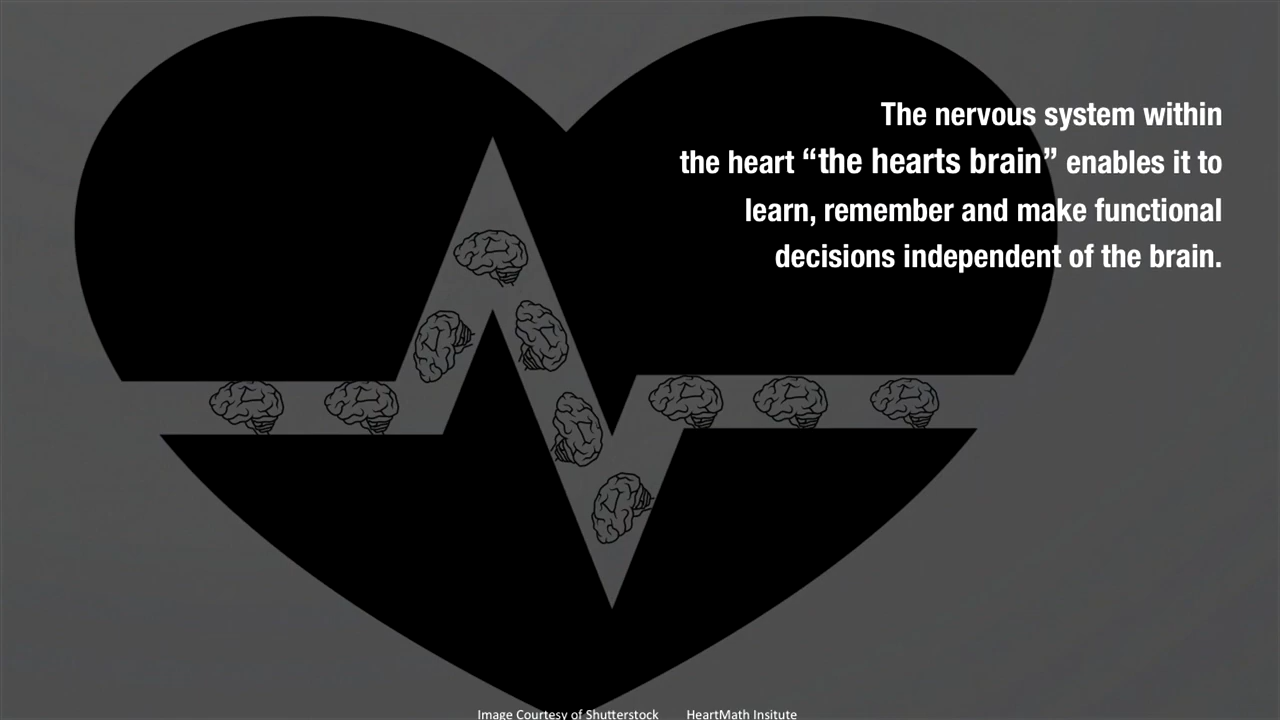 The nervous system within
the heart “the hearts brain” enables it to
learn, remember and make functional
decisions independent of the brain.
Image Courtesy of Shutterstock HeartMath Insitute